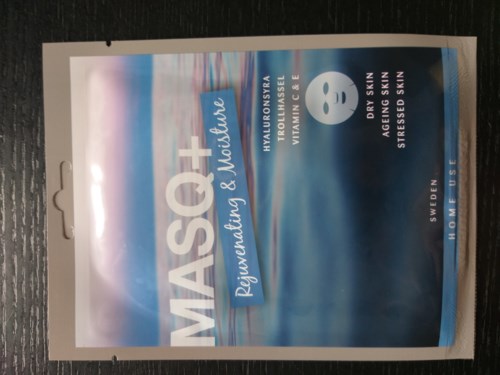 MASQ+
Rejuvenating & Moisture
HYALURONSYRA
TROLLHASSEL
VITAMIN C & E
DRY SKIN
AGEING SKIN
STRESSED SKIN
SWEDEN
HOME USE